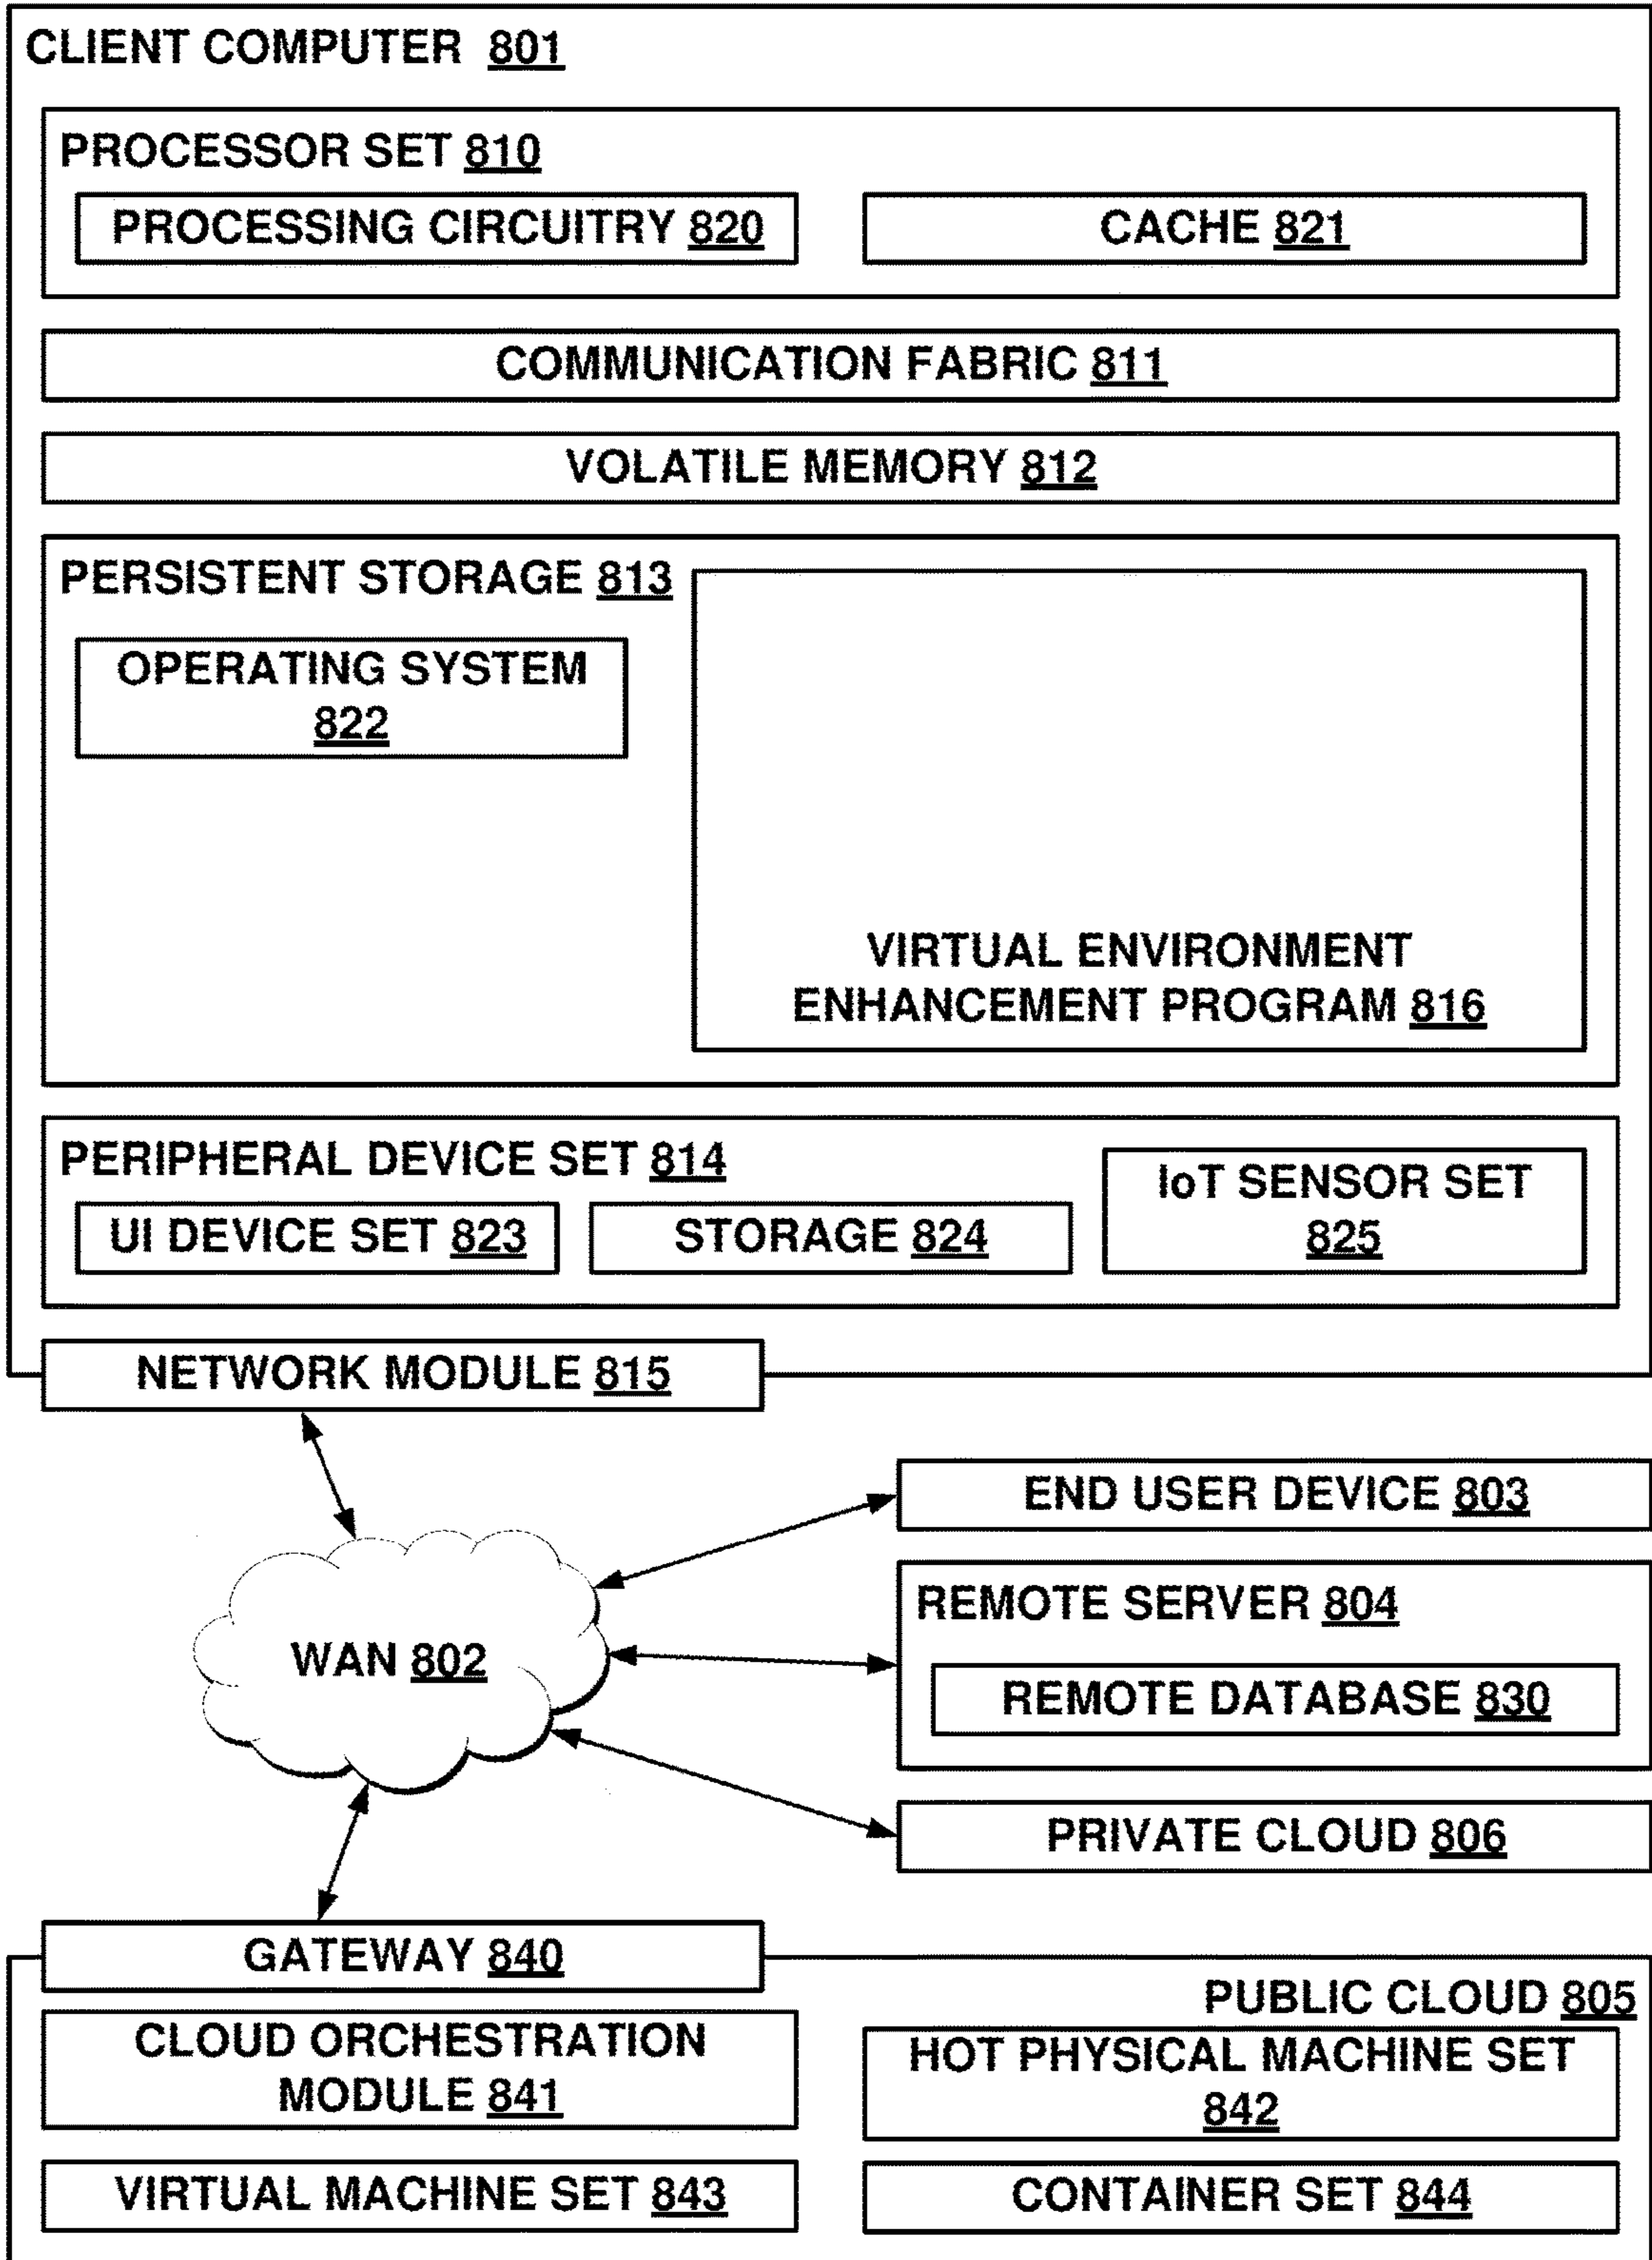 CLIENT COMPUTER 801
PROCESSOR SET 810
PROCESSING CIRCUITRY 820
CACHE 821
COMMUNICATION FABRIC 811
VOLATILE MEMORY 812
PERSISTENT STORAGE 813
OPERATING SYSTEM
822
VIRTUAL ENVIRONMENT
ENHANCEMENT PROGRAM 816
PERIPHERAL DEVICE SET 814
UI DEVICE SET 823
STORAGE 824
IoT SENSOR SET
825
NETWORK MODULE 815
WAN 802
END USER DEVICE 803
REMOTE SERVER 804
REMOTE DATABASE 830
PRIVATE CLOUD 806
GATEWAY 840
PUBLIC CLOUD 805
CLOUD ORCHESTRATION
MODULE 841
HOT PHYSICAL MACHINE SET
842
VIRTUAL MACHINE SET 843
CONTAINER SET 844